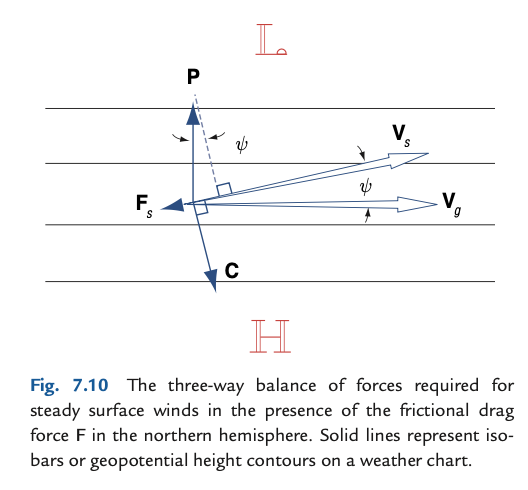 L
P
ψ
V_s
ψ
F_s
V_g
C
H
Fig. 7.10 The three-way balance of forces required for
steady surface winds in the presence of the frictional drag
force F in the northern hemisphere. Solid lines represent iso-
bars or geopotential height contours on a weather chart.